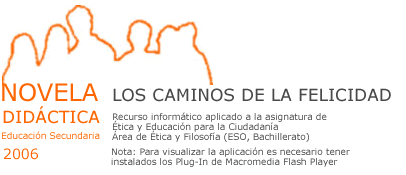 NOVELA
DIDÁCTICA
Educación Secundaria
2006
LOS CAMINOS DE LA FELICIDAD
Recurso informático aplicado a la asignatura de
Ética y Educación para la Ciudadanía
Área de Ética y Filosofía (ESO, Bachillerato)
Nota: Para visualizar la aplicación es necesario tener
instalados los Plug-In de Macromedia Flash Player